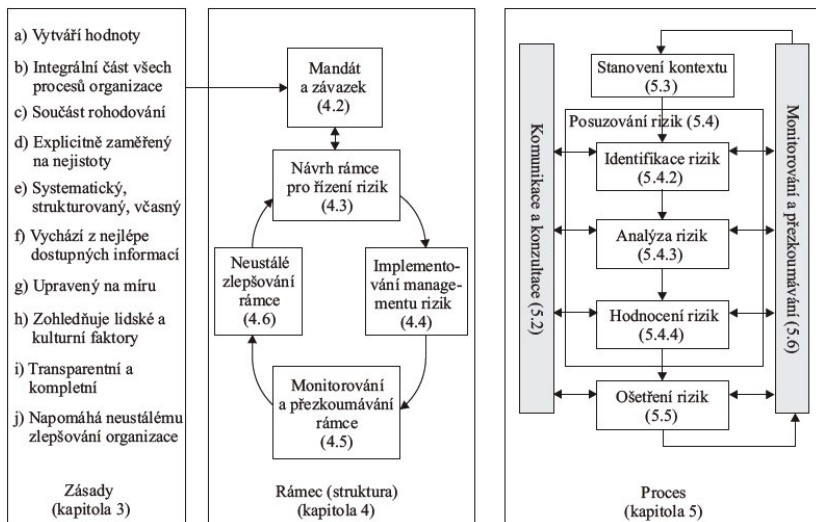 a) Vytváří hodnoty
b) Integrální část všech
procesů organizace
c) Součást rohodování
d) Explicitně zaměřený
na nejistoty
e) Systematický,
strukturovaný, včasný
f) Vychází z nejlépe
dostupných informací
g) Upravený na míru
h) Zohledňuje lidské a
kulturní faktory
i) Transparentní a
kompletní
j) Napomáhá neustálému
zlepšování organizace
Zásady
(kapitola 3)
Mandát
a závazek
(4.2)
Návrh rámce
pro řízení rizik
(4.3)
Neustálé
zlepšování
rámce
(4.6)
Implemento-
vání manage-
mentu rizik
(4.4)
Monitorování
a přezkoumávání
rámce
(4.5)
Rámec (struktura)
(kapitola 4)
Komunikace a konzultace (5.2)
Stanovení kontextu
(5.3)
Posuzování rizik (5.4)
Identifikace rizik
(5.4.2)
Analýza rizik
(5.4.3)
Hodnocení rizik
(5.4.4)
Ošetření rizik
(5.5)
Monitorování a přezkoumávání (5.6)
Proces
(kapitola 5)